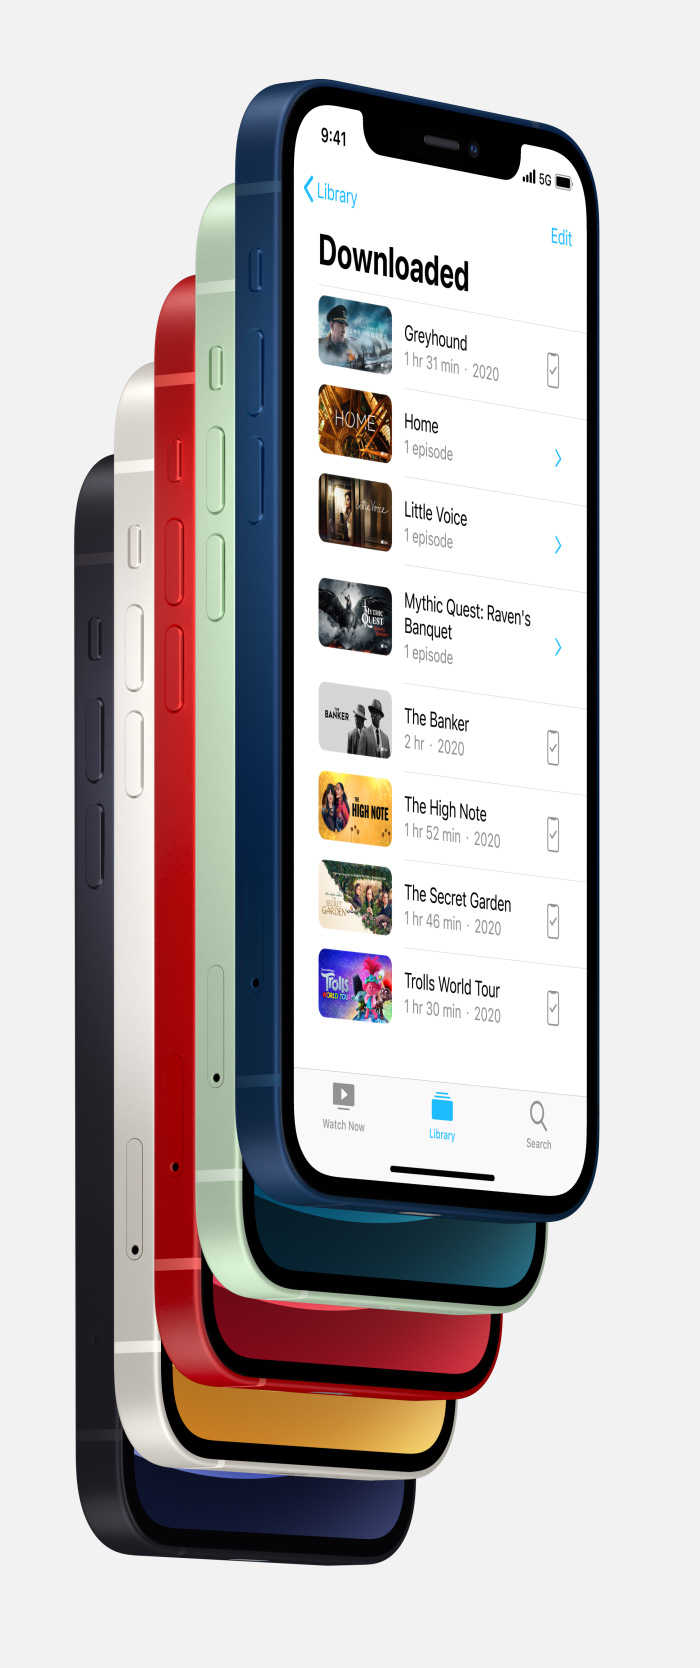 9:41
5G
Library
Edit
Downloaded
GREYHOUND
Greyhound
1 hr 31 min · 2020
HOME
Home
1 episode
Little Voice
Little Voice
1 episode
MYTHIC
QUEST
Mythic Quest: Raven's
Banquet
1 episode
THE
BANKER
The Banker
2 hr · 2020
THE
HIGH NOTE
The High Note
1 hr 52 min · 2020
SECRET
GARDEN
The Secret Garden
1 hr 46 min · 2020
Trolls
WORLD TOUR
Trolls World Tour
1 hr 30 min · 2020
Watch Now
Library
Search